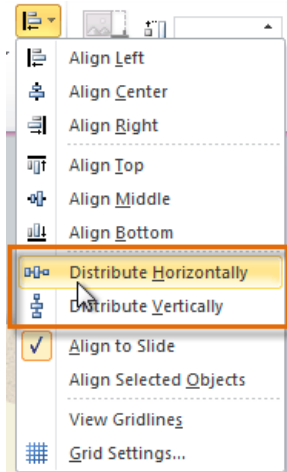 Align Left
Align Center
Align Right
Align Top
Align Middle
Align Bottom
Distribute Horizontally
Distribute Vertically
Align to Slide
Align Selected Objects
View Gridlines
Grid Settings...